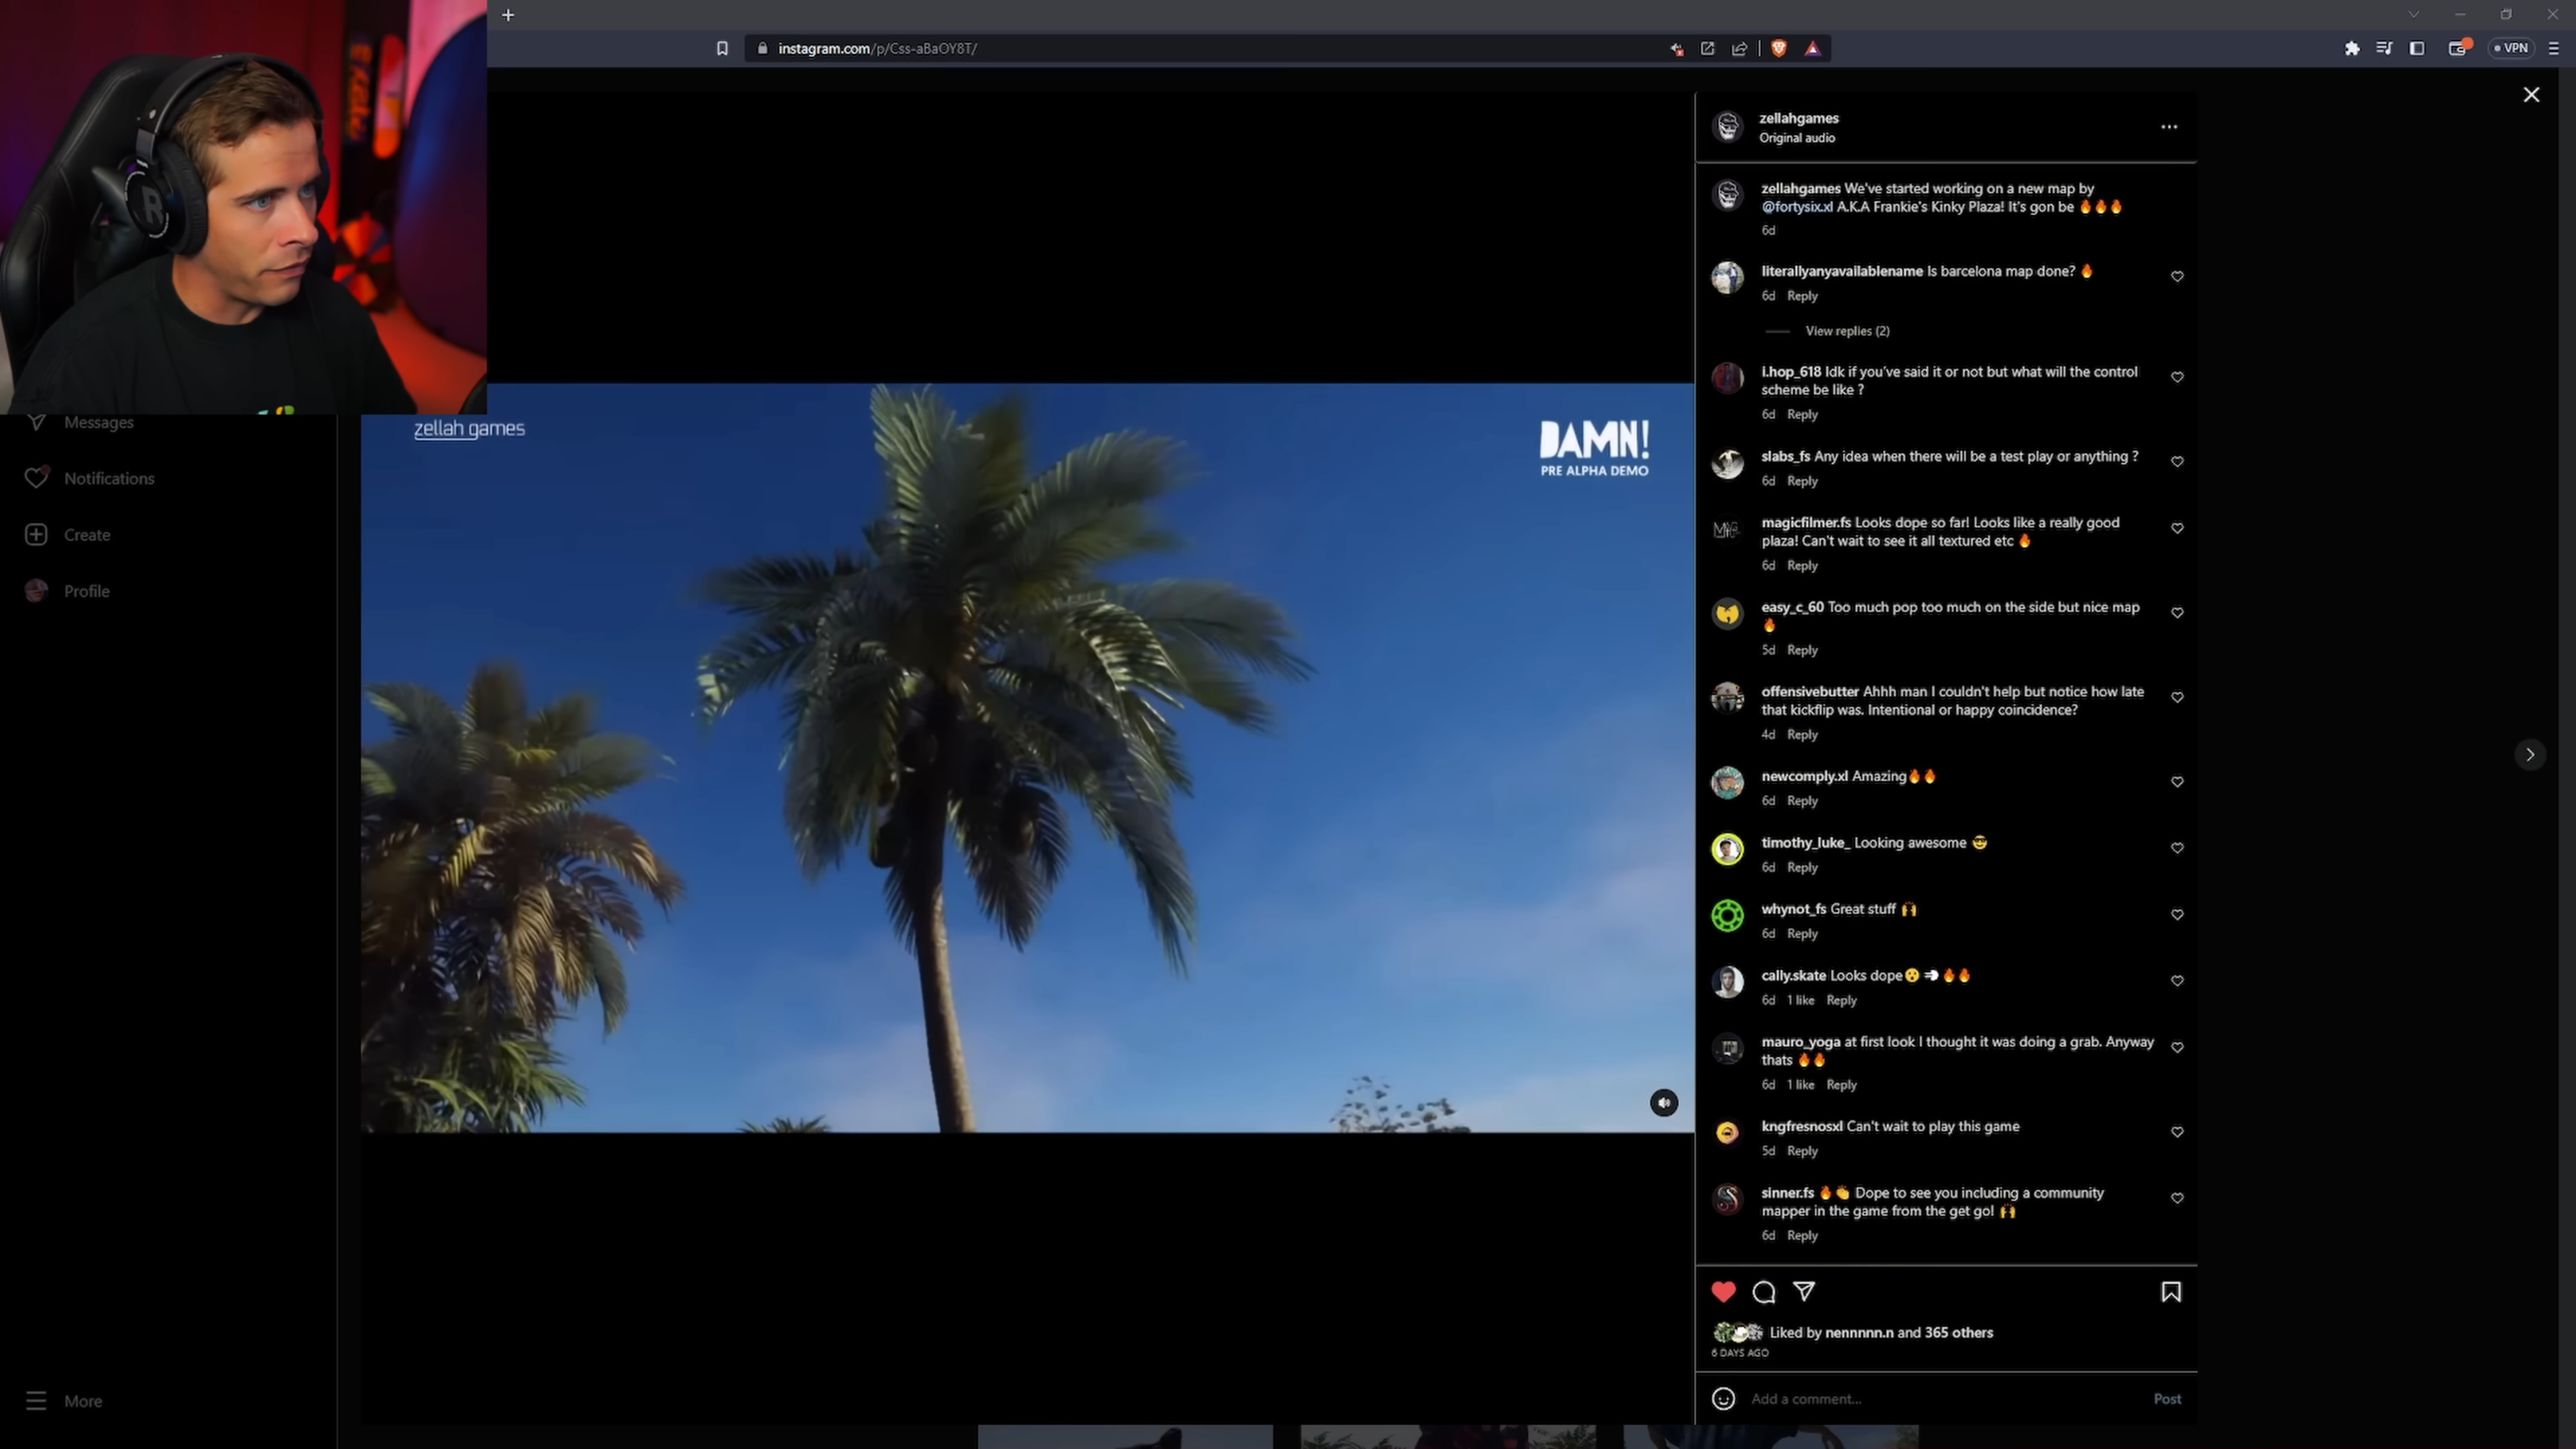 instagram.com/p/Css-aBaOY8T/
VPN
R
Messages
Notifications
Create
Profile
More
zellah games
DAMN!
PRE ALPHA DEMO
zellahgames
Original audio
zellahgames We've started working on a new map by
@fortysix.xl A.K.A Frankie's Kinky Plaza! It's gon be 🔥🔥🔥
6d
literallyanyavailablename Is barcelona map done? 🔥
6d Reply
View replies (2)
i.hop_618 Idk if you've said it or not but what will the control
scheme be like ?
6d Reply
slabs_fs Any idea when there will be a test play or anything ?
6d Reply
magicfilmer.fs Looks dope so far! Looks like a really good
plaza! Can't wait to see it all textured etc 🔥
6d Reply
easy_c_60 Too much pop too much on the side but nice map
🔥
5d Reply
offensivebutter Ahhh man I couldn't help but notice how late
that kickflip was. Intentional or happy coincidence?
4d Reply
newcomply.xl Amazing🔥🔥
6d Reply
timothy_luke_ Looking awesome 😎
6d Reply
whynot_fs Great stuff 🙌
6d Reply
cally.skate Looks dope😮‍💨🔥🔥
6d 1 like Reply
mauro_yoga at first look I thought it was doing a grab. Anyway
thats 🔥🔥
6d 1 like Reply
kngfresnosxl Can't wait to play this game
5d Reply
sinner.fs 🔥👏 Dope to see you including a community
mapper in the game from the get go! 🙌
6d Reply
Liked by nennnnn.n and 365 others
6 DAYS AGO
Add a comment...
Post